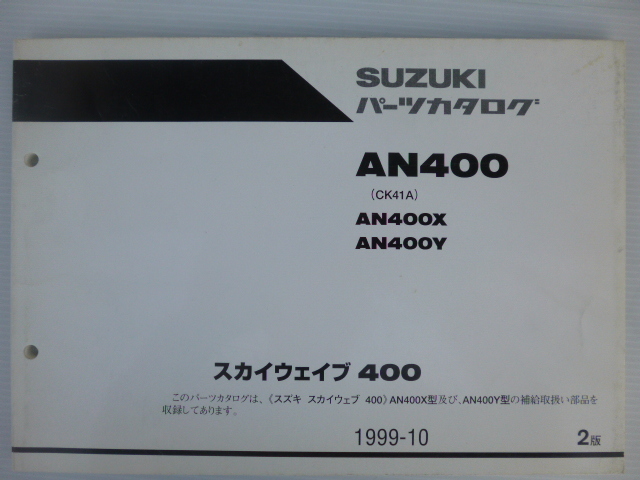 SUZUKI
パーツカタログ
AN400
(CK41A)
AN400X
AN400Y
スカイウェイブ 400
このパーツカタログは、《スズキ スカイウェブ 400》AN400X型及び、AN400Y型の補給取扱い部品を
収録してあります。
1999-10
2版